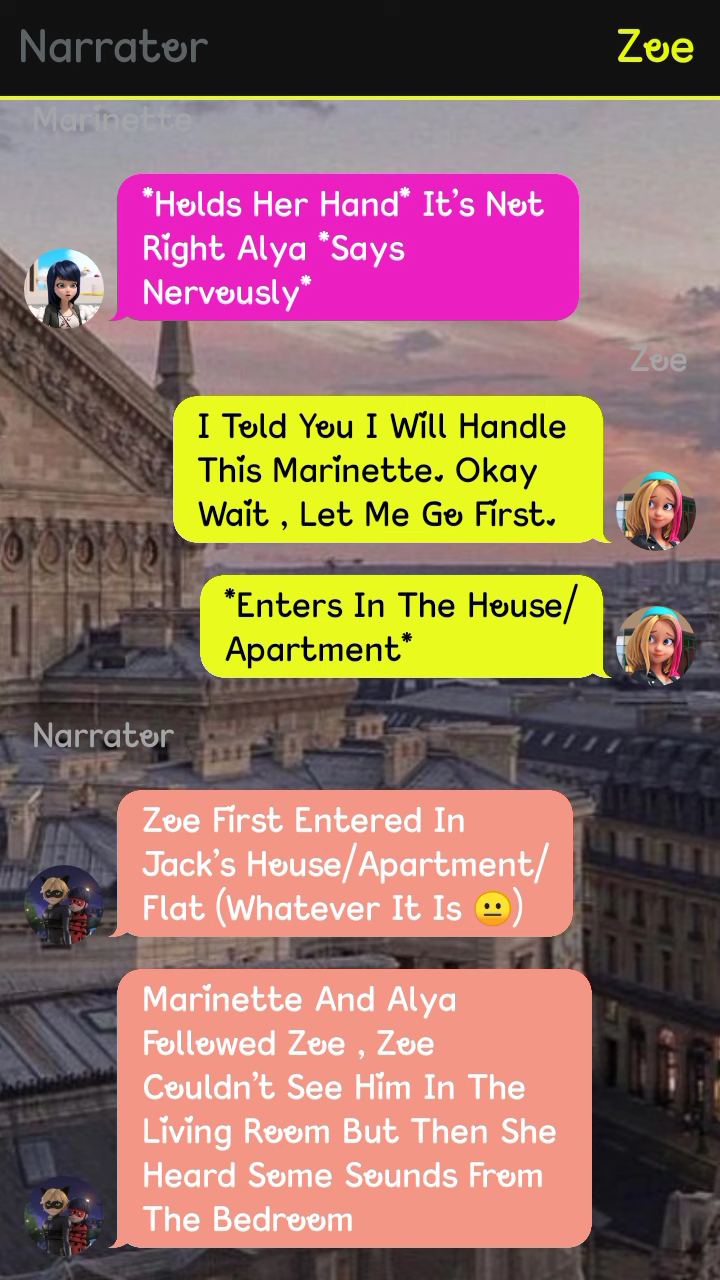 Narrator
Zoe
Marinette
*Holds Her Hand* It's Not
Right Alya *Says
Nervously*
Zoe
I Told You I Will Handle
This Marinette. Okay
Wait , Let Me Go First.
*Enters In The House/
Apartment*
Narrator
Zoe First Entered In
Jack's House/Apartment/
Flat (Whatever It Is 😐)
Marinette And Alya
Followed Zoe , Zoe
Couldn't See Him In The
Living Room But Then She
Heard Some Sounds From
The Bedroom